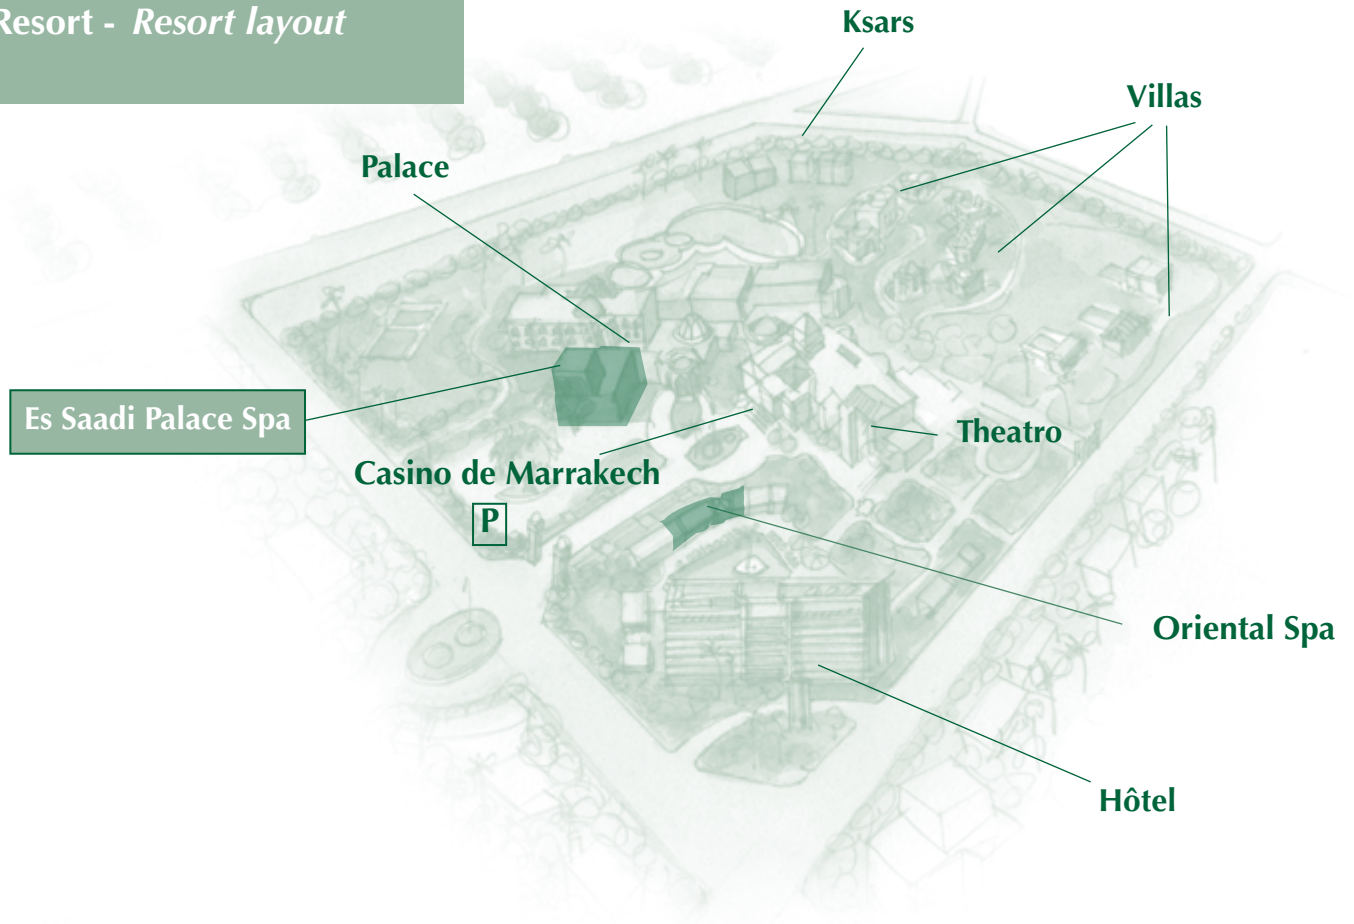 Resort - Resort layout
Ksars
Villas
Palace
Es Saadi Palace Spa
Theatro
Casino de Marrakech
P
Oriental Spa
Hôtel